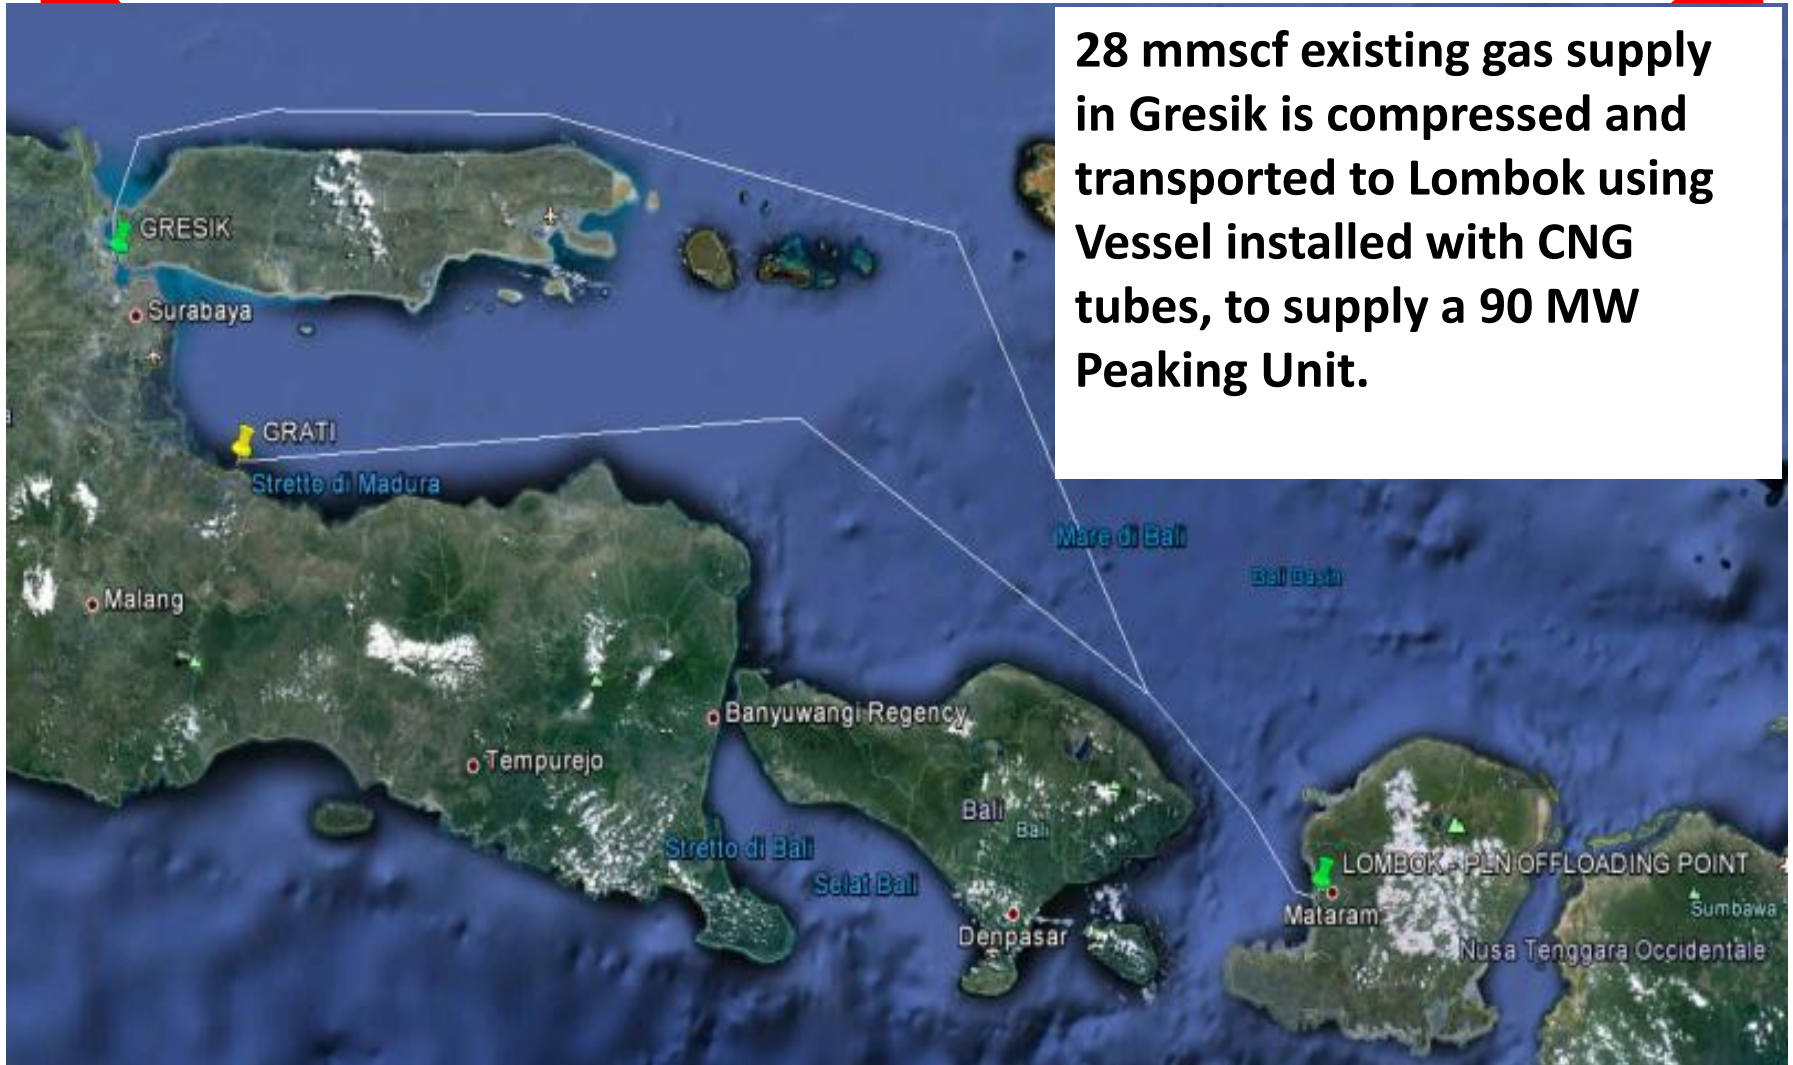 28 mmscf existing gas supply
in Gresik is compressed and
transported to Lombok using
Vessel installed with CNG
tubes, to supply a 90 MW
Peaking Unit.
GRESIK
Surabaya
GRATI
Stretto di Madura
Mare di Bali
Bali Basin
Malang
Banyuwangi Regency
Tempurejo
Bali
Bali
Stretto di Bali
Selat Bali
LOMBOK - PLN OFFLOADING POINT
Mataram
Sumbawa
Denpasar
Nusa Tenggara Occidentale